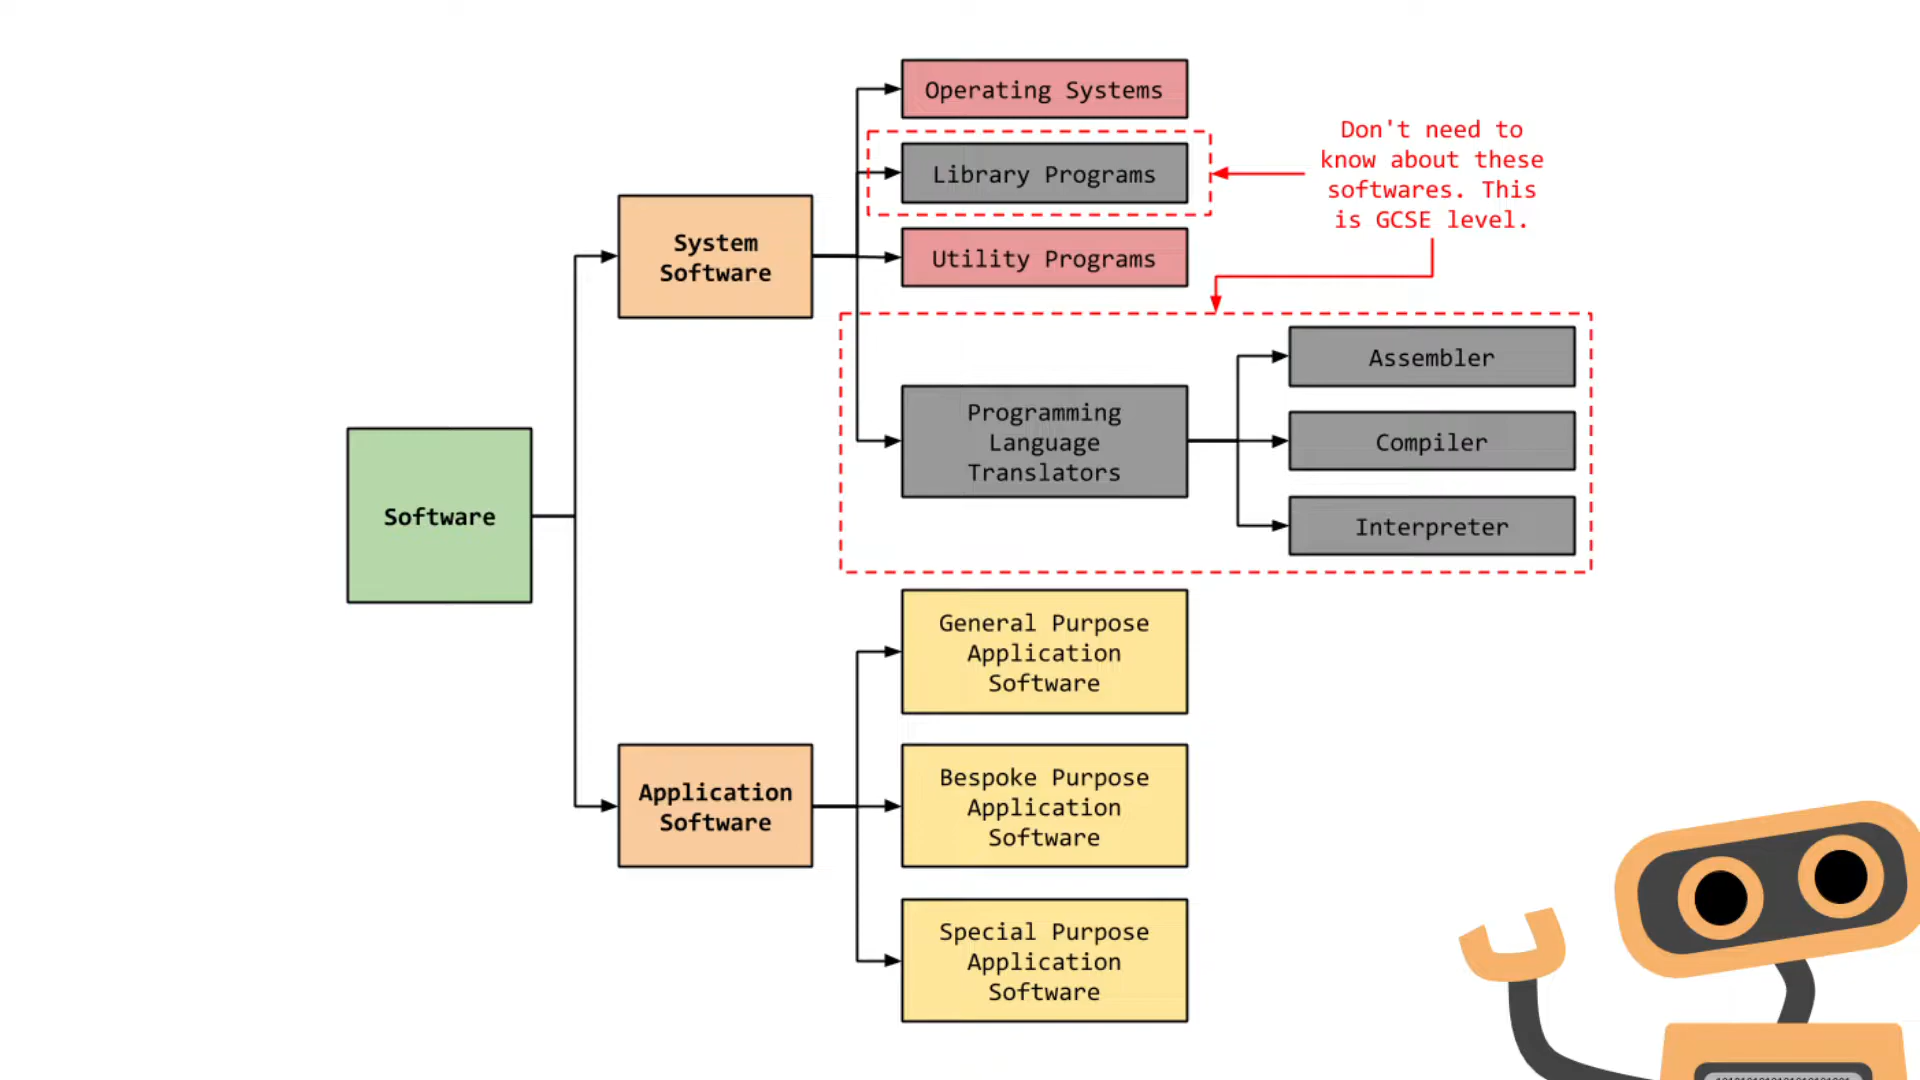 Operating Systems
Library Programs
Don't need to
know about these
softwares. This
is GCSE level.
System
Software
Utility Programs
Assembler
Programming
Language
Translators
Compiler
Interpreter
Software
General Purpose
Application
Software
Application
Software
Bespoke Purpose
Application
Software
Special Purpose
Application
Software